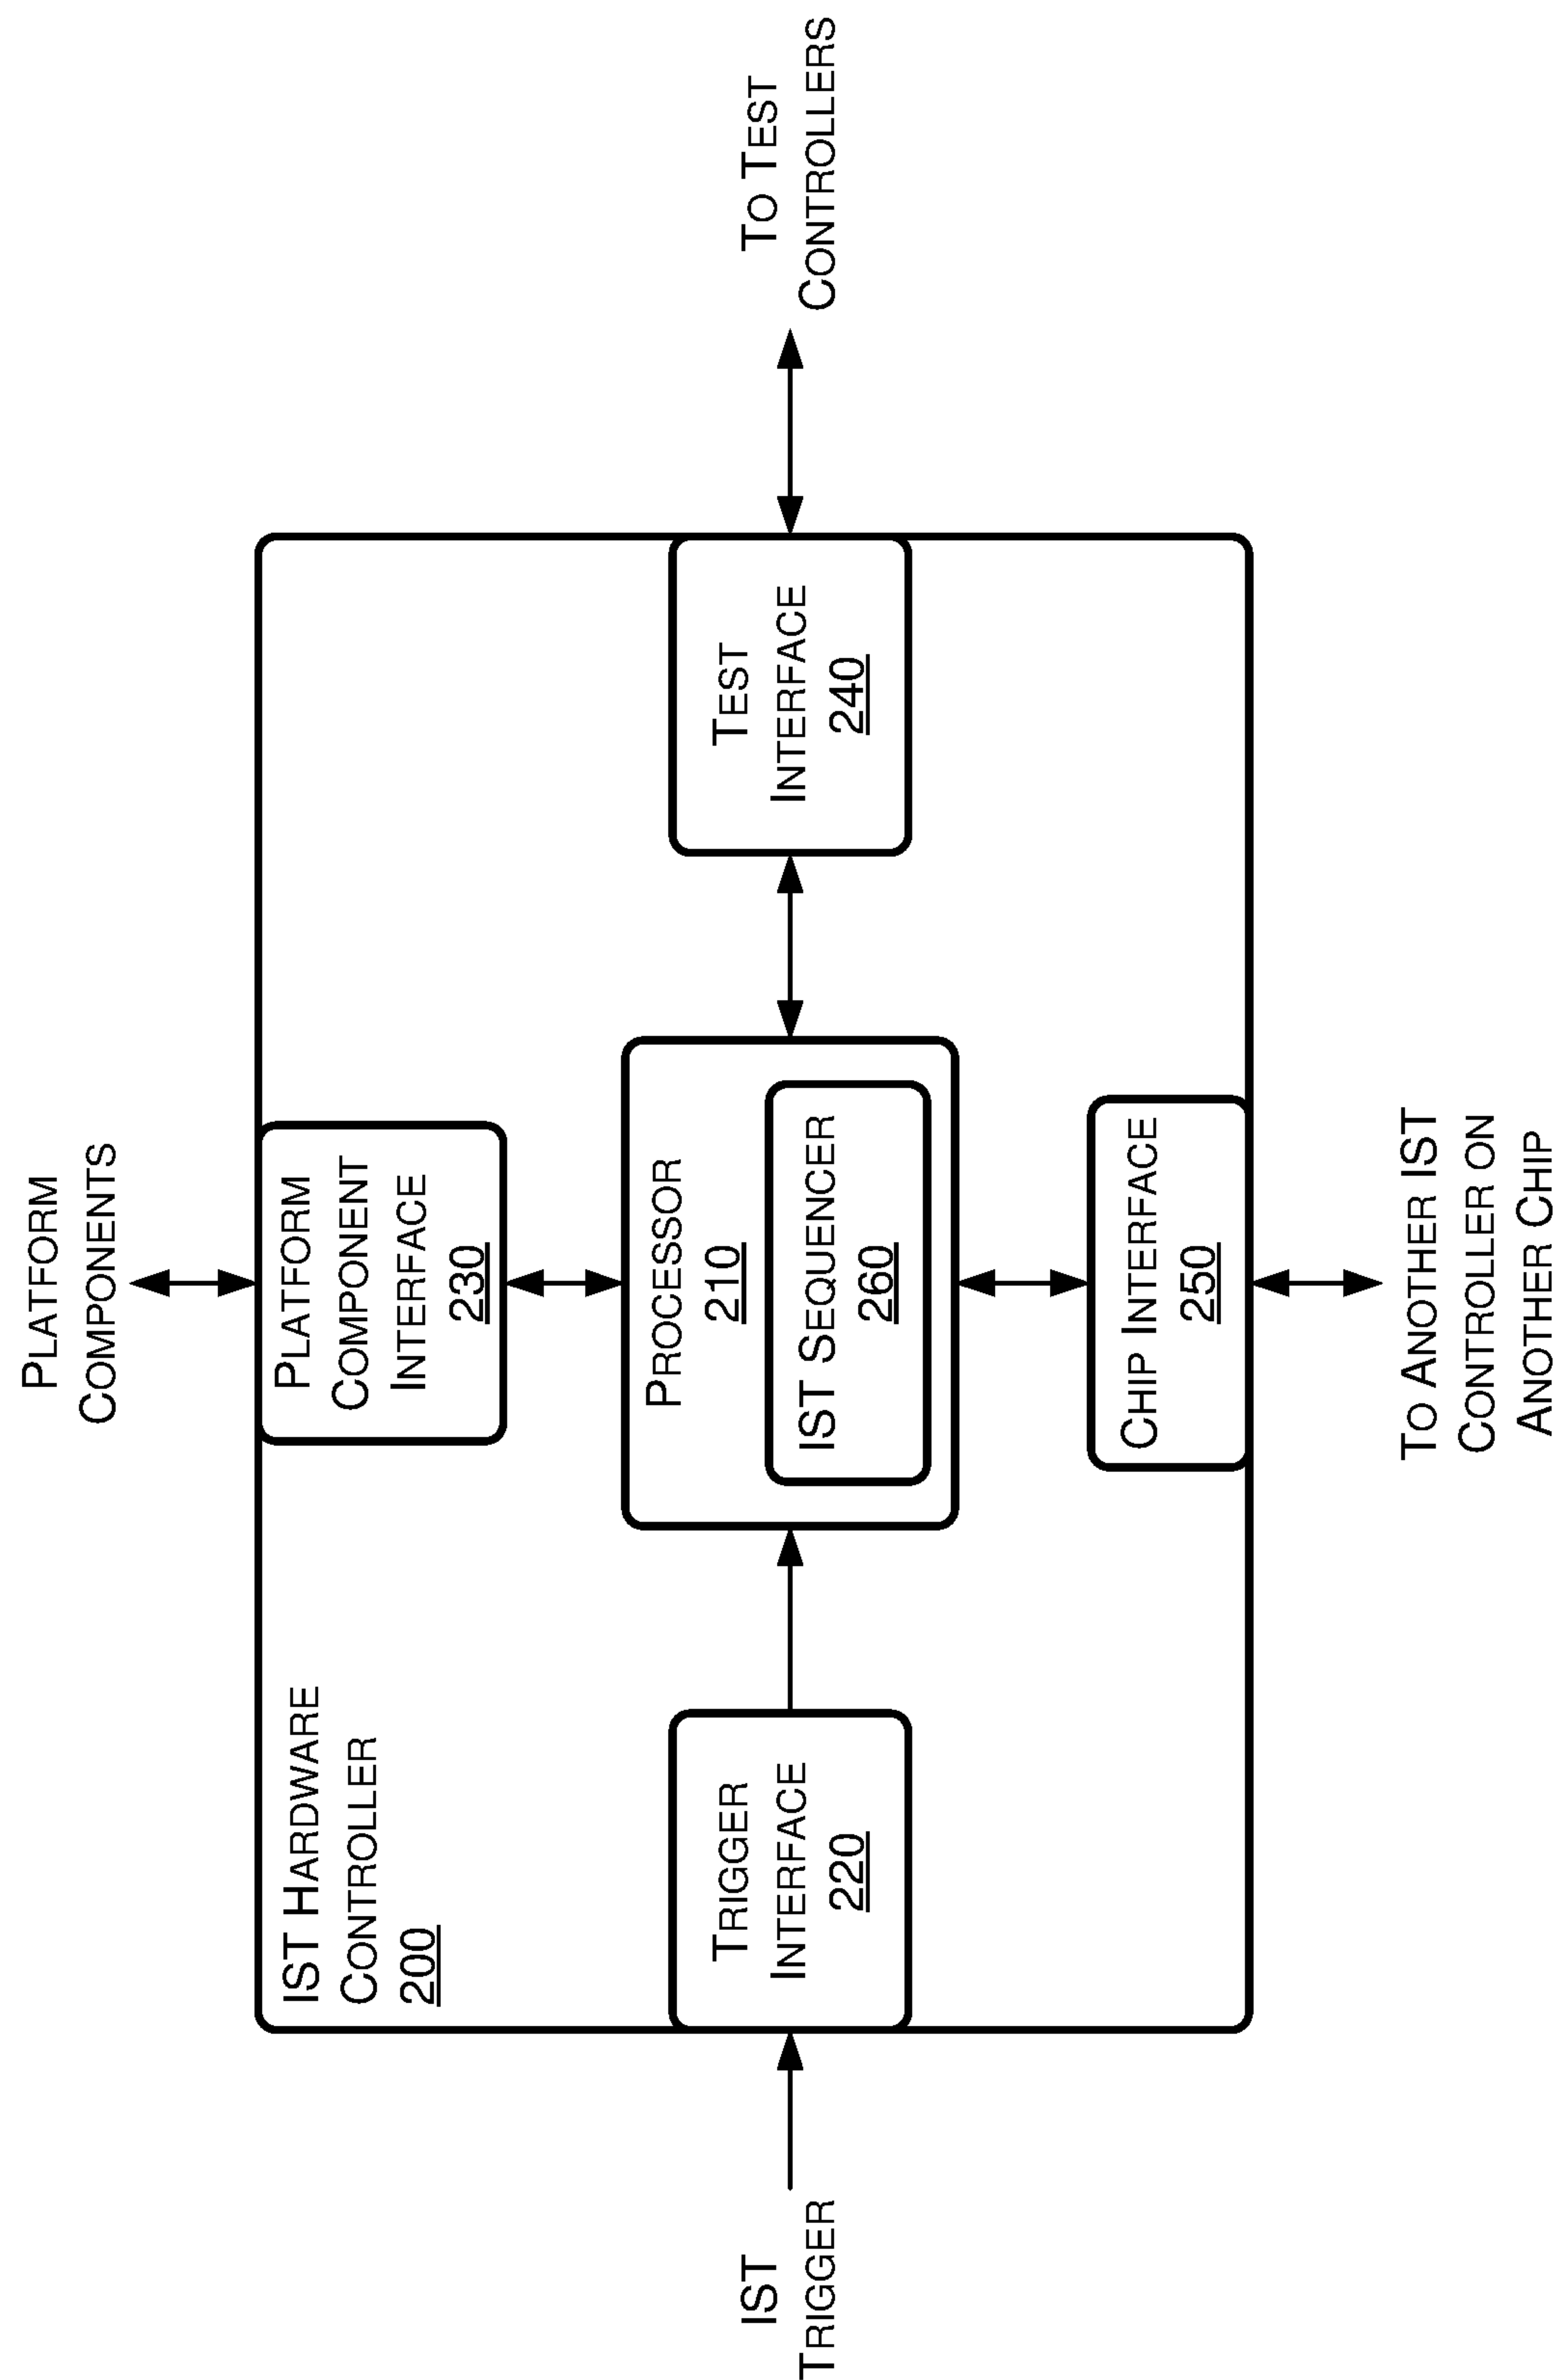 PLATFORM
COMPONENTS
IST HARDWARE
CONTROLLER
200
PLATFORM
COMPONENT
INTERFACE
230
IST
TRIGGER
TRIGGER
INTERFACE
220
PROCESSOR
210
IST SEQUENCER
260
TEST
INTERFACE
240
TO TEST
CONTROLLERS
CHIP INTERFACE
250
TO ANOTHER IST
CONTROLLER ON
ANOTHER CHIP